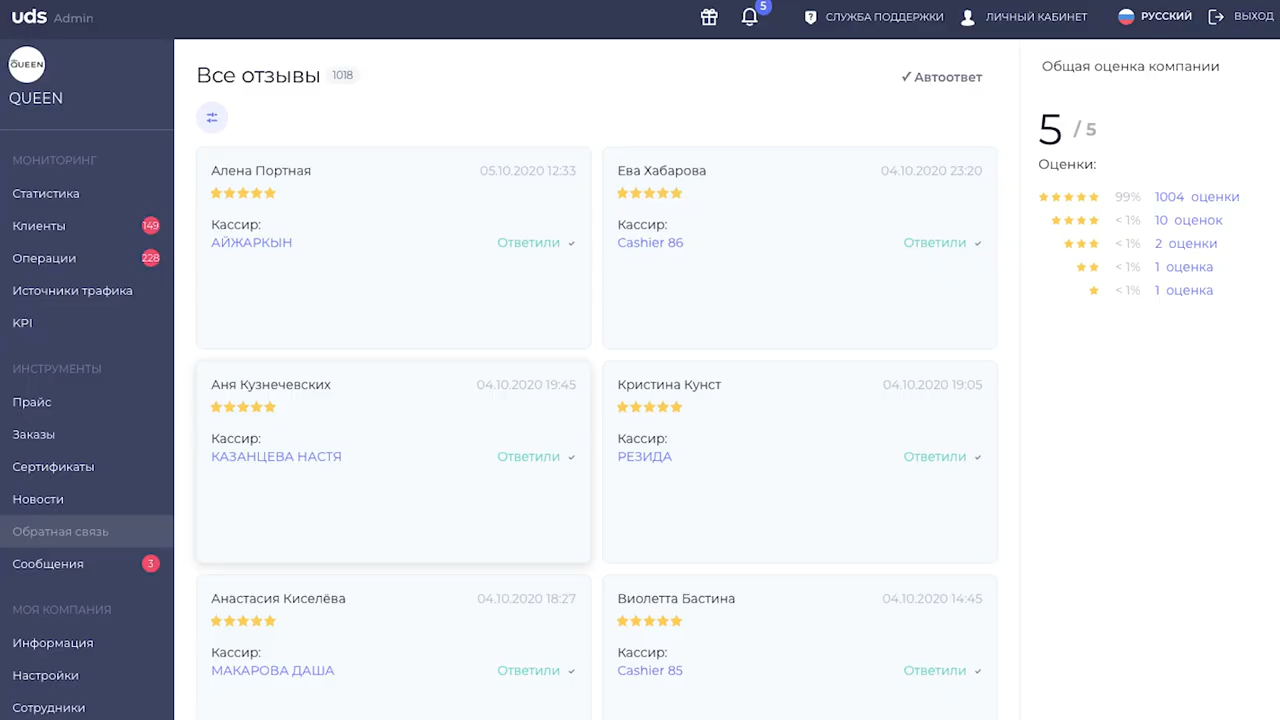 uds Admin
5
СЛУЖБА ПОДДЕРЖКИ
ЛИЧНЫЙ КАБИНЕТ
РУССКИЙ
ВЫХОД
QUEEN
QUEEN
МОНИТОРИНГ
Статистика
Клиенты 149
Операции 228
Источники трафика
KPI
ИНСТРУМЕНТЫ
Прайс
Заказы
Сертификаты
Новости
Обратная связь
Сообщения 3
МОЯ КОМПАНИЯ
Информация
Настройки
Сотрудники
Все отзывы 1018
✓ Автоответ
Алена Портная 05.10.2020 12:33
Кассир:
АЙЖАРКЫН Ответили
Ева Хабарова 04.10.2020 23:20
Кассир:
Cashier 86 Ответили
Аня Кузнечевских 04.10.2020 19:45
Кассир:
КАЗАНЦЕВА НАСТЯ Ответили
Кристина Кунст 04.10.2020 19:05
Кассир:
РЕЗИДА Ответили
Анастасия Киселёва 04.10.2020 18:27
Кассир:
МАКАРОВА ДАША Ответили
Виолетта Бастина 04.10.2020 14:45
Кассир:
Cashier 85 Ответили
Общая оценка компании
5 / 5
Оценки:
99% 1004 оценки
< 1% 10 оценок
< 1% 2 оценки
< 1% 1 оценка
< 1% 1 оценка